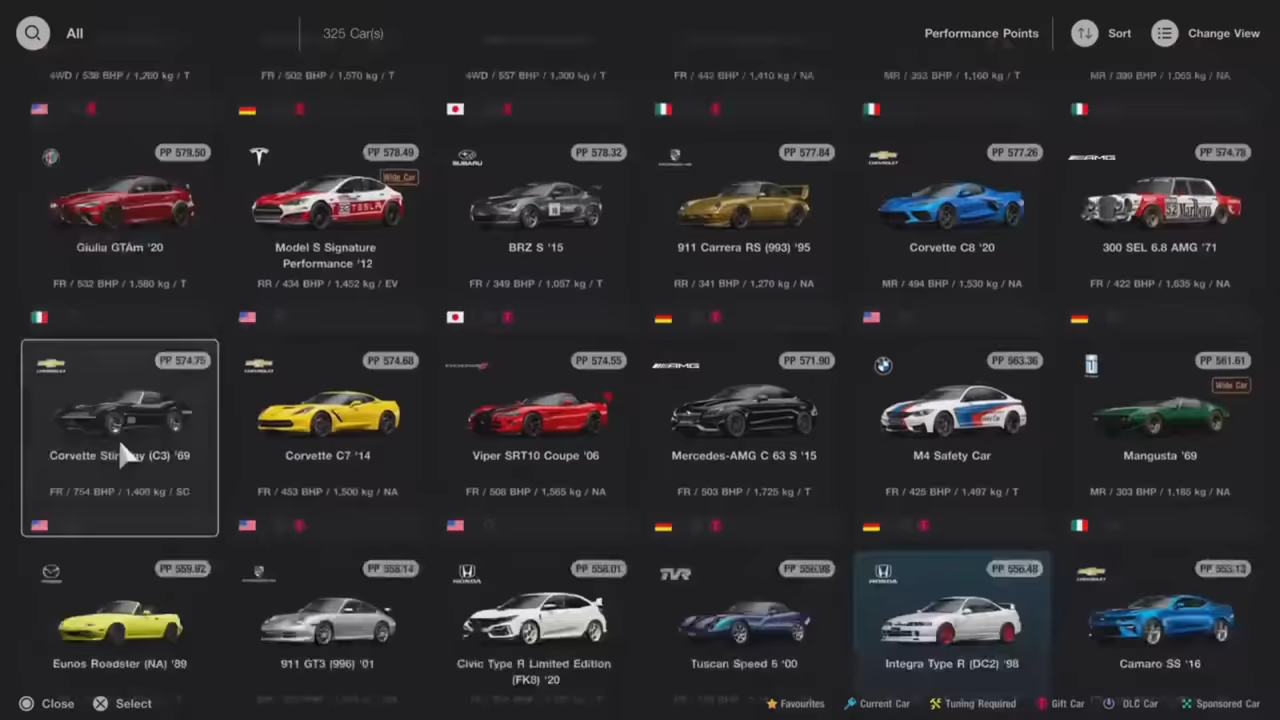 All
325 Car(s)
Performance Points
Sort
Change View
4WD / 538 BHP / 1,260 kg / T
FR / 502 BHP / 1,570 kg / T
4WD / 557 BHP / 1,300 kg / T
FR / 443 BHP / 1,410 kg / NA
MR / 393 BHP / 1,160 kg / T
MR / 399 BHP / 1,065 kg / NA
PP 579.50
PP 578.49
PP 578.32
PP 577.84
PP 577.26
PP 574.78
SUBARU
CHEVROLET
AMG
Wide Car
Giulia GTAm '20
Model S Signature
Performance '12
BRZ S '15
911 Carrera RS (993) '95
Corvette C8 '20
300 SEL 6.8 AMG '71
FR / 532 BHP / 1,580 kg / T
RR / 434 BHP / 1,452 kg / EV
FR / 349 BHP / 1,057 kg / T
RR / 341 BHP / 1,270 kg / NA
MR / 494 BHP / 1,530 kg / NA
FR / 422 BHP / 1,635 kg / NA
PP 574.75
PP 574.68
PP 574.55
PP 571.90
PP 563.36
PP 561.61
CHEVROLET
CHEVROLET
AMG
Wide Car
Corvette (C3) '69
Corvette C7 '14
Viper SRT10 Coupe '06
Mercedes-AMG C 63 S '15
M4 Safety Car
Mangusta '69
FR / 754 BHP / 1,400 kg / SC
FR / 453 BHP / 1,500 kg / NA
FR / 508 BHP / 1,565 kg / NA
FR / 503 BHP / 1,725 kg / T
FR / 425 BHP / 1,497 kg / T
MR / 303 BHP / 1,185 kg / NA
PP 559.92
PP 558.14
PP 558.01
PP 556.98
PP 556.48
PP 553.13
HONDA
TVR
HONDA
CHEVROLET
Eunos Roadster (NA) '89
911 GT3 (996) '01
Civic Type R Limited Edition
(FK8) '20
Tuscan Speed 6 '00
Integra Type R (DC2) '98
Camaro SS '16
Close
Select
Favourites
Current Car
Tuning Required
Gift Car
DLC Car
Sponsored Car